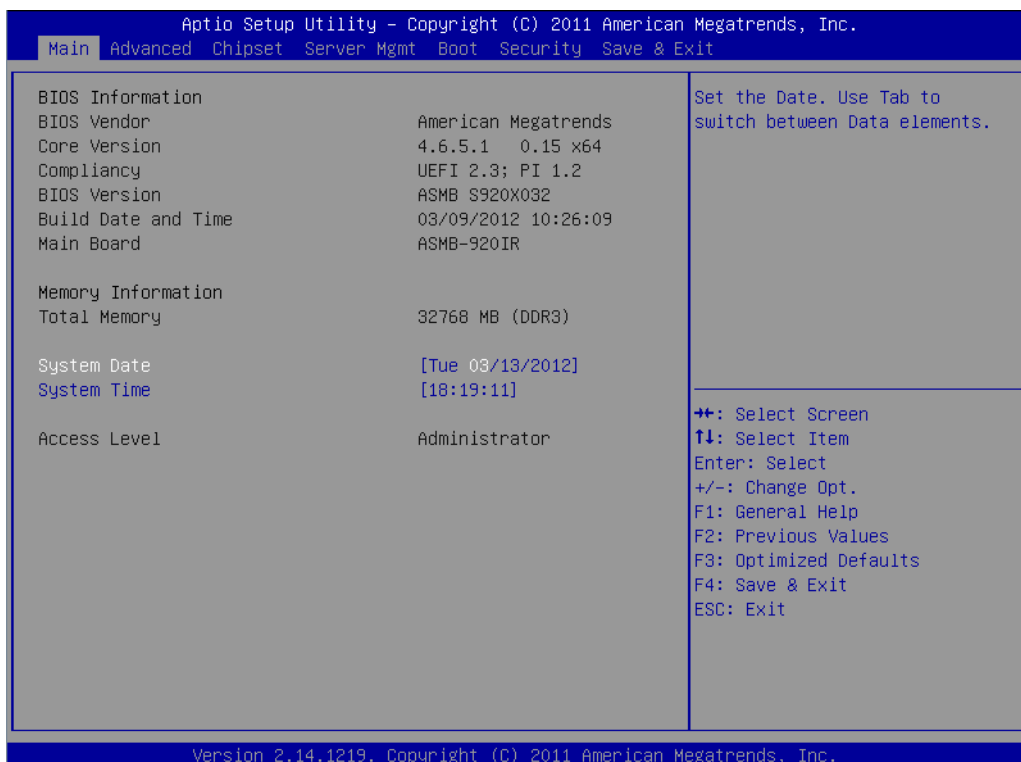 Aptio Setup Utility – Copyright (C) 2011 American Megatrends, Inc.
Main Advanced Chipset Server Mgmt Boot Security Save & Exit
BIOS Information
BIOS Vendor American Megatrends
Core Version 4.6.5.1 0.15 x64
Compliancy UEFI 2.3; PI 1.2
BIOS Version ASMB S920X032
Build Date and Time 03/09/2012 10:26:09
Main Board ASMB-920IR
Memory Information
Total Memory 32768 MB (DDR3)
System Date [Tue 03/13/2012]
System Time [18:19:11]
Access Level Administrator
Set the Date. Use Tab to
switch between Data elements.
→←: Select Screen
↑↓: Select Item
Enter: Select
+/-: Change Opt.
F1: General Help
F2: Previous Values
F3: Optimized Defaults
F4: Save & Exit
ESC: Exit
Version 2.14.1219. Copyright (C) 2011 American Megatrends, Inc.